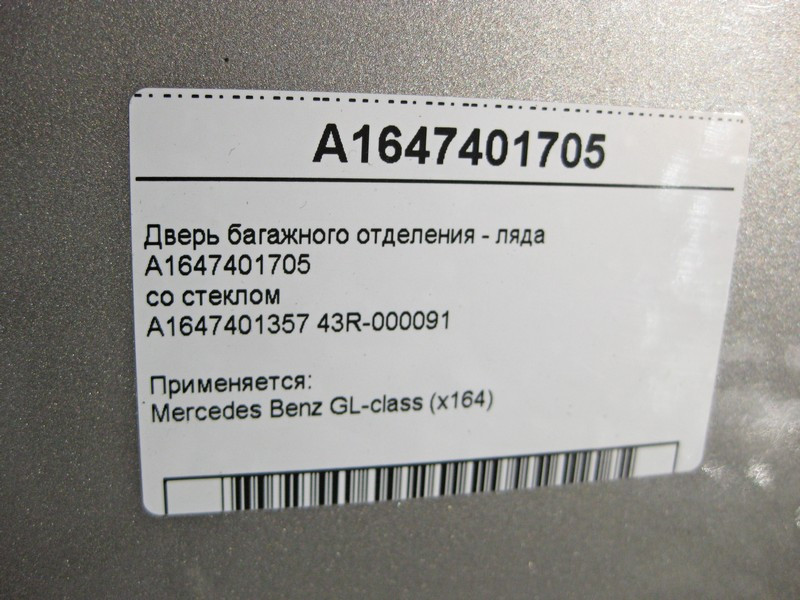 A1647401705
Дверь багажного отделения - ляда
A1647401705
со стеклом
A1647401357 43R-000091
Применяется:
Mercedes Benz GL-class (x164)